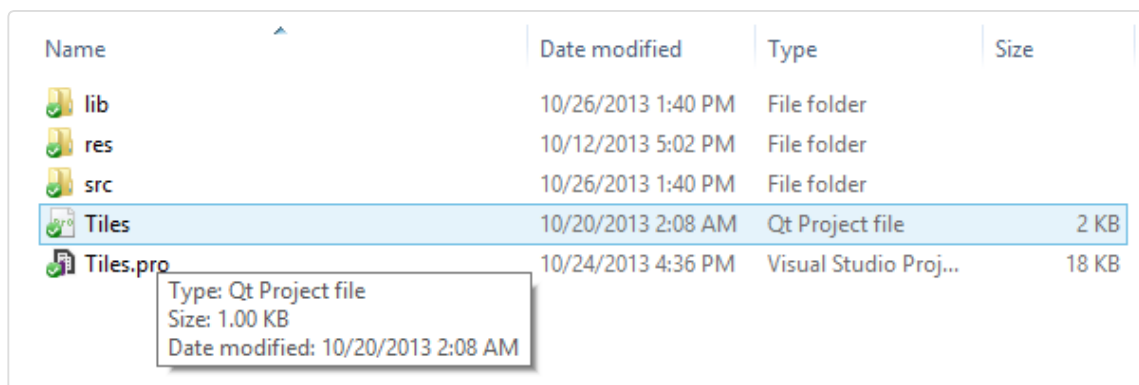 Name Date modified Type Size
lib 10/26/2013 1:40 PM File folder
res 10/12/2013 5:02 PM File folder
src 10/26/2013 1:40 PM File folder
Tiles 10/20/2013 2:08 AM Qt Project file 2 KB
Tiles.pro 10/24/2013 4:36 PM Visual Studio Proj... 18 KB
Type: Qt Project file
Size: 1.00 KB
Date modified: 10/20/2013 2:08 AM